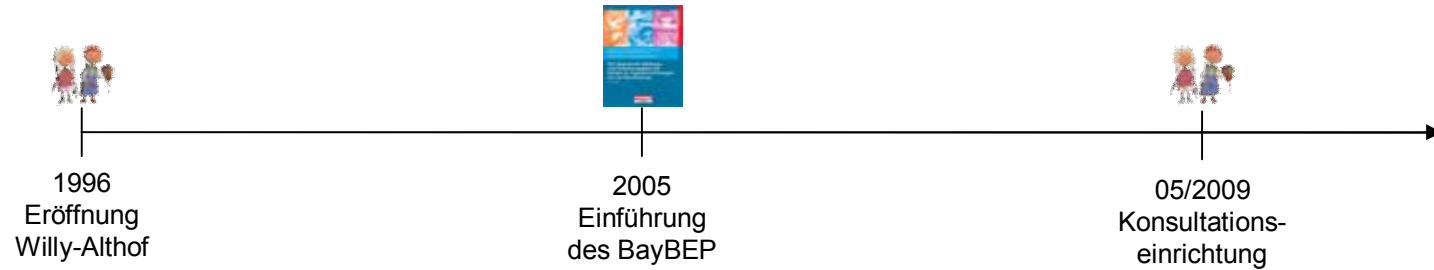 1996
Eröffnung
Willy-Althof
2005
Einführung
des BayBEP
05/2009
Konsultations-
einrichtung